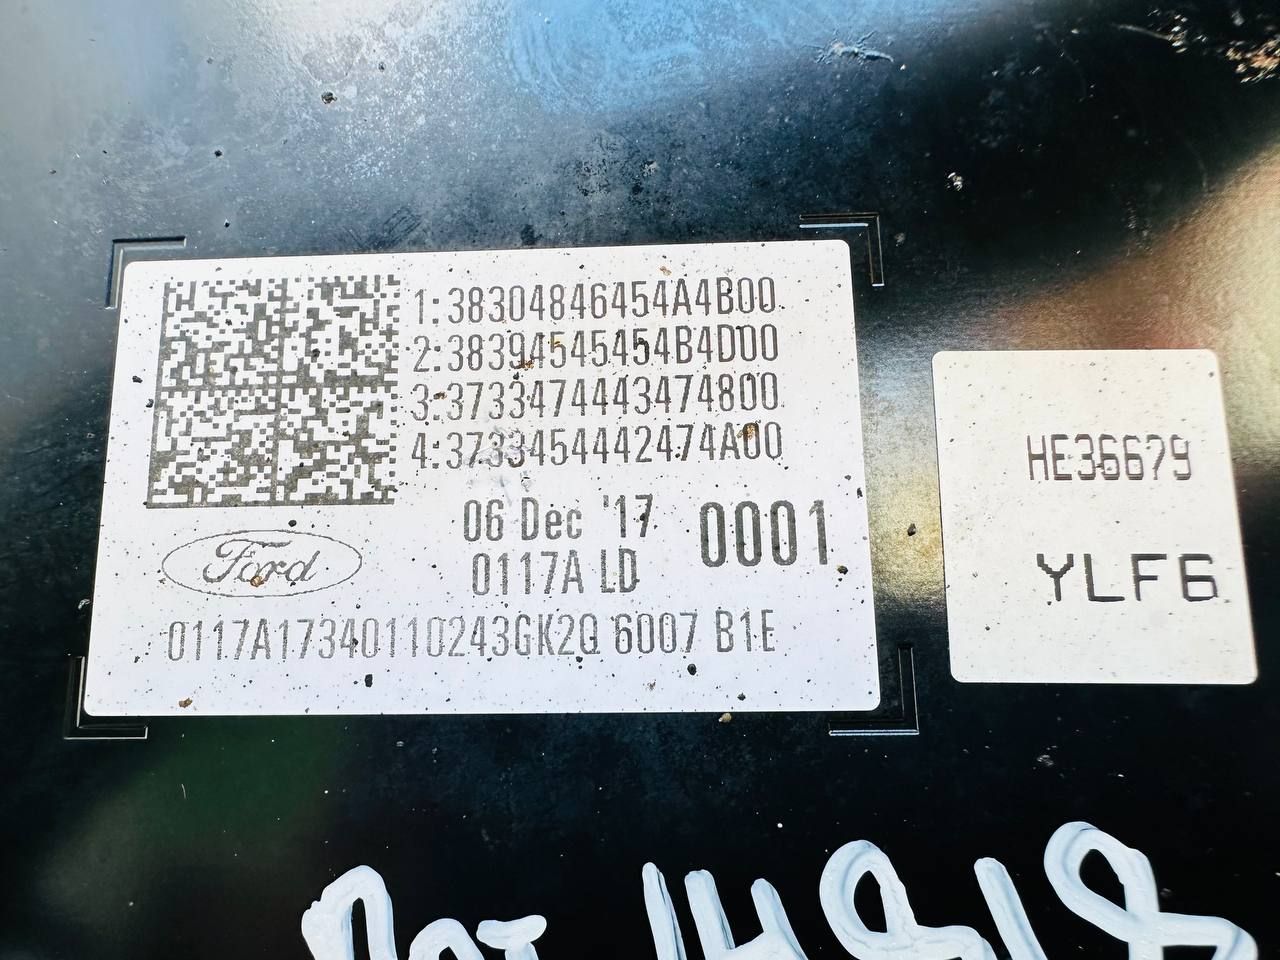 1:38304846454A4B00
2:38394545454B4D00
3:3733474443474800
4:3733454442474A00
06 Dec '17
0001
0117A LD
Ford
0117A17340110243GK2Q 6007 B1E
HE36679
YLF6